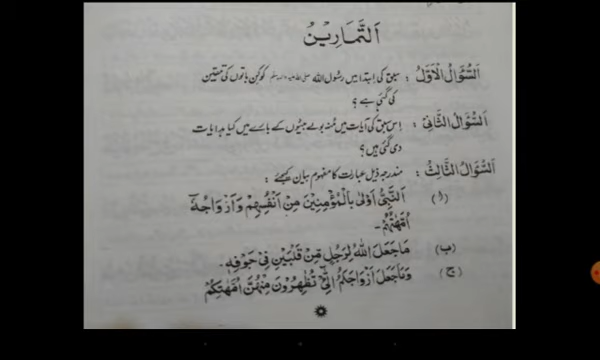 اَلتَّمَارِيْنُ
اَلسُّؤَالُ الْاَوَّلُ : سبق کی ابتدا میں رسول اللہ صلی اللہ علیہ وسلم کو کن باتوں کی تلقین
کی گئی ہے؟
اَلسُّؤَالُ الثَّانِیْ : اِس سبق کی آیات میں مُنہ بولے بیٹوں کے بارے میں کیا ہدایات
دی گئی ہیں؟
اَلسُّؤَالُ الثَّالِثُ : مندرجہ ذیل عبارت کا مفہوم بیان کیجئے :
(ا) اَلنَّبِیُّ اَوْلٰی بِالْمُؤْمِنِیْنَ مِنْ اَنْفُسِہِمْ وَاَزْوَاجُہٗٓ
اُمَّھٰتُہُمْ۔
(ب) مَا جَعَلَ اللّٰہُ لِرَجُلٍ مِّنْ قَلْبَیْنِ فِیْ جَوْفِہٖ۔
(ج) وَمَا جَعَلَ اَزْوَاجَکُمُ الّٰٓـِٔیْ تُظٰہِرُوْنَ مِنْہُنَّ اُمَّھٰتِکُمْ